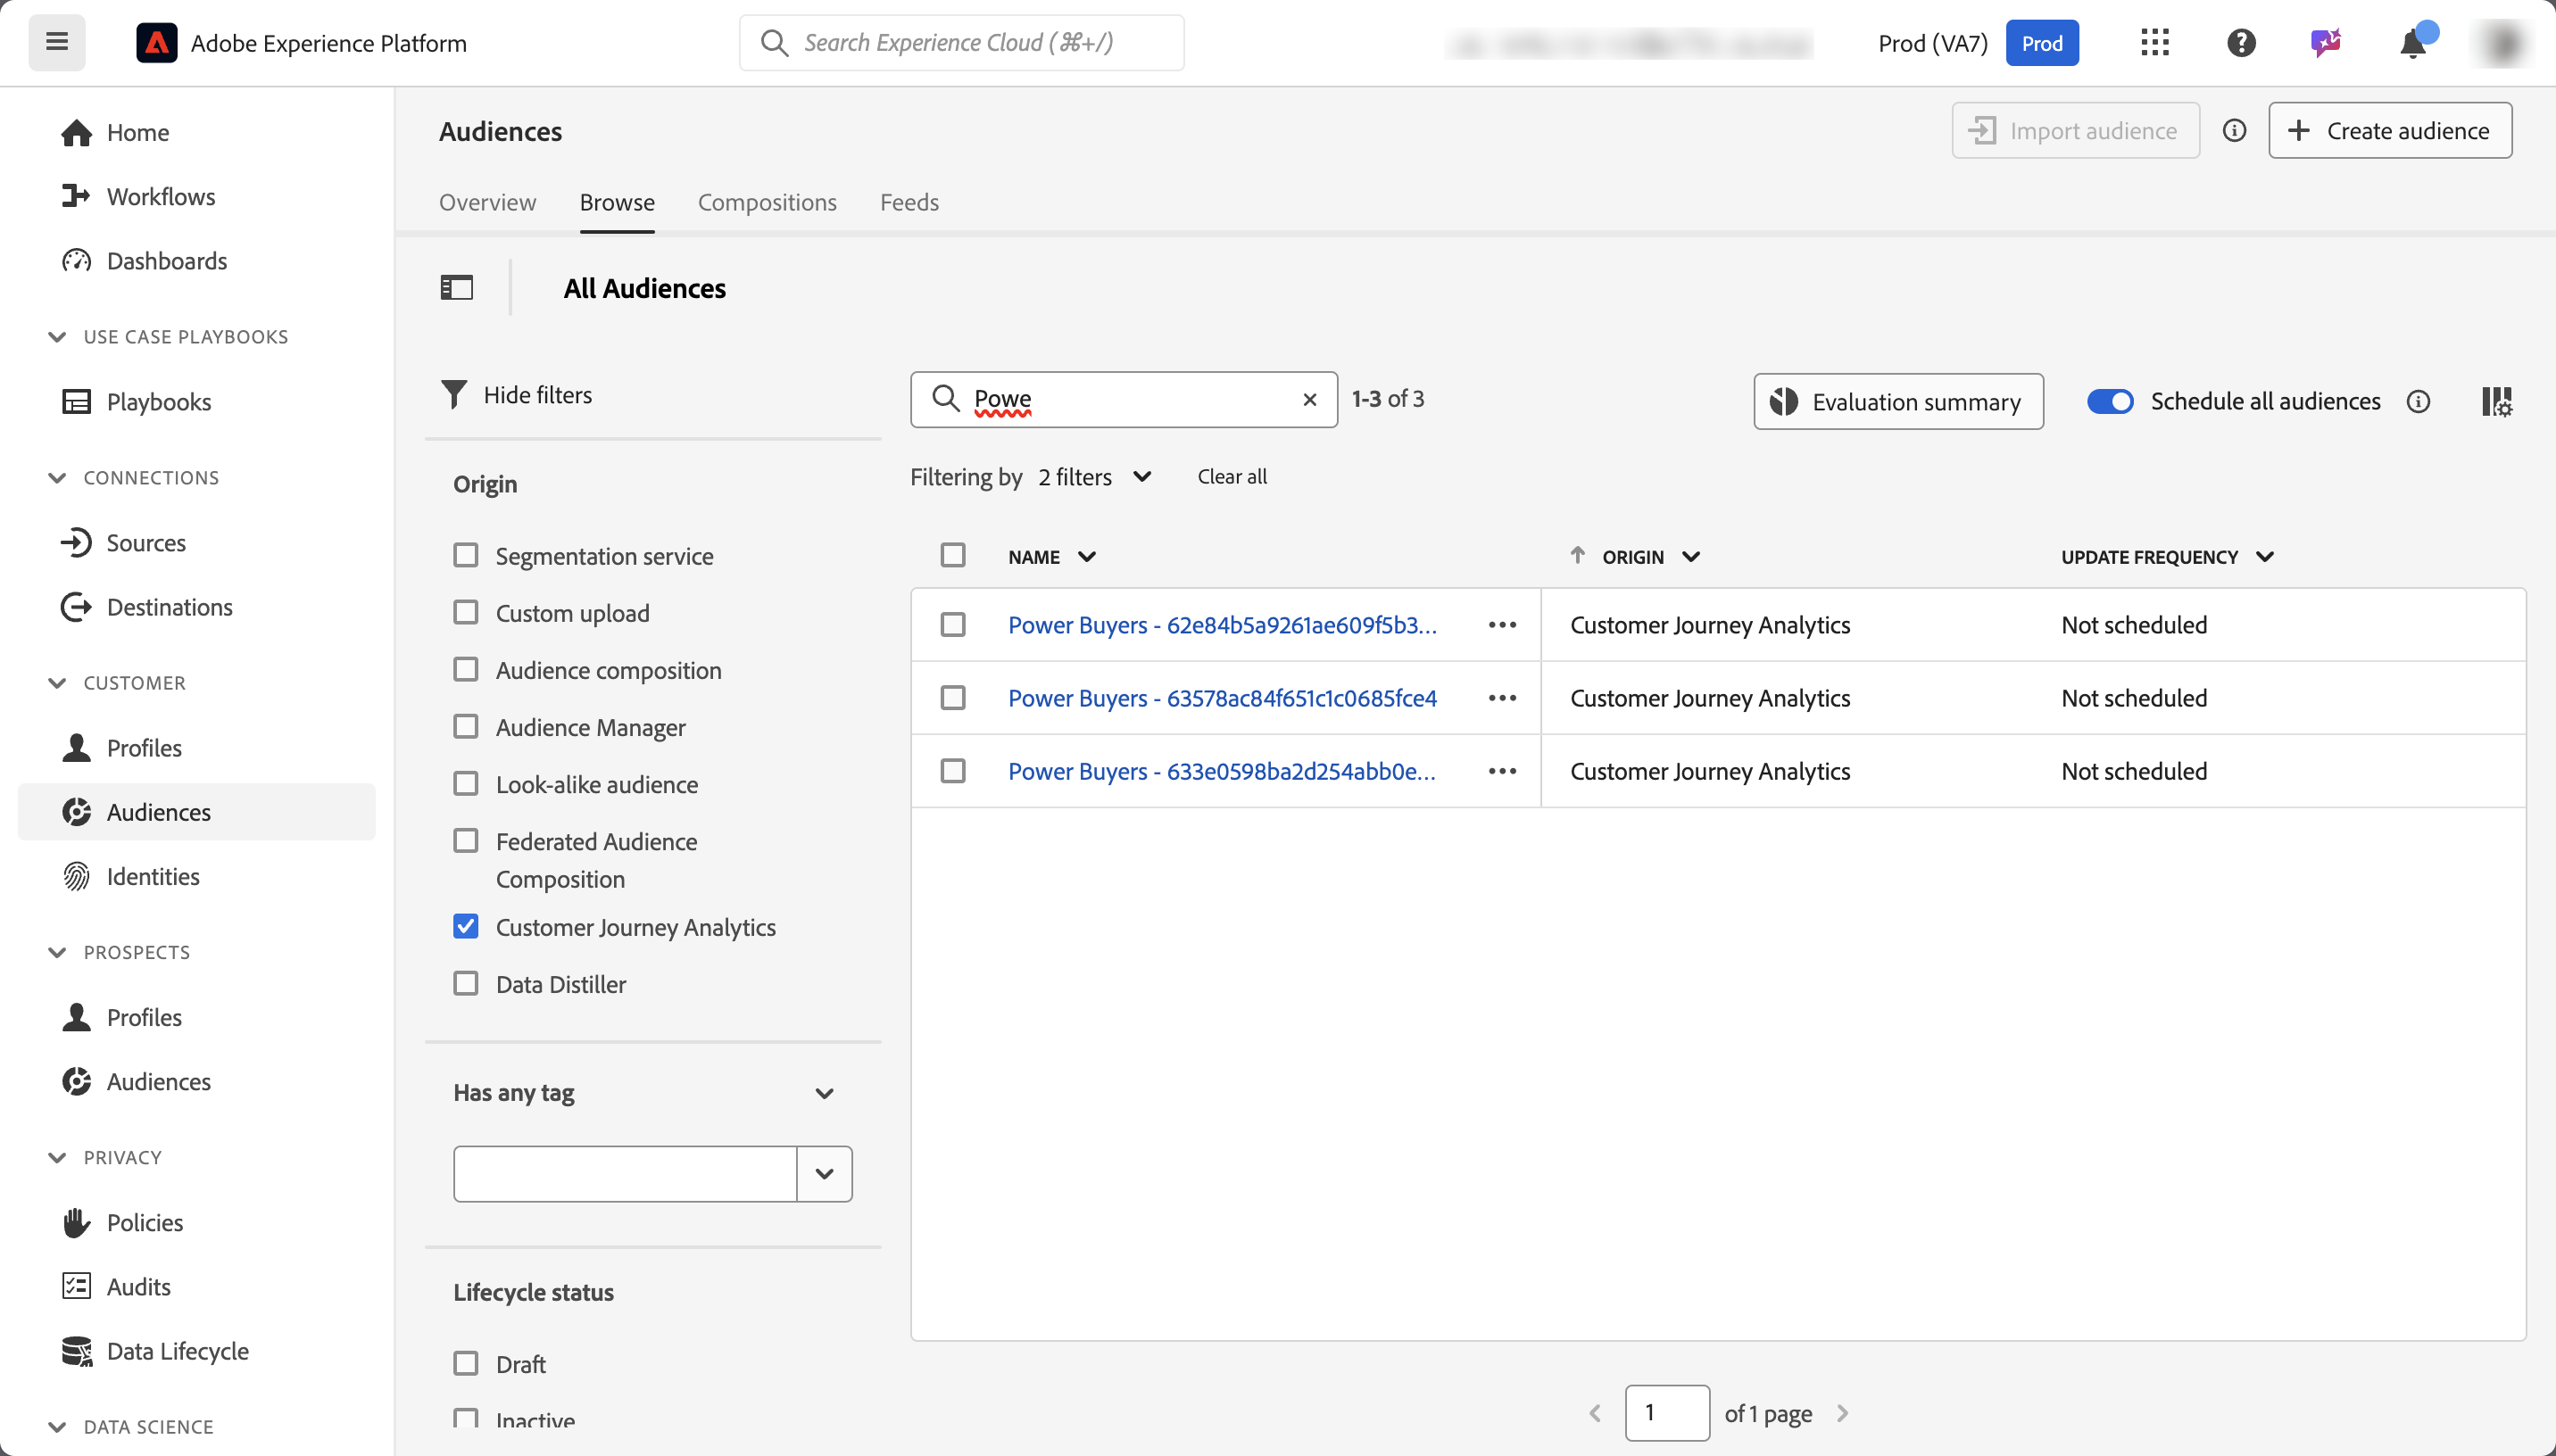 Adobe Experience Platform
Search Experience Cloud (⌘+/)
Prod (VA7)
Prod
Home
Workflows
Dashboards
USE CASE PLAYBOOKS
Playbooks
CONNECTIONS
Sources
Destinations
CUSTOMER
Profiles
Audiences
Identities
PROSPECTS
Profiles
Audiences
PRIVACY
Policies
Audits
Data Lifecycle
DATA SCIENCE
Audiences
Import audience
Create audience
Overview
Browse
Compositions
Feeds
All Audiences
Hide filters
Origin
Segmentation service
Custom upload
Audience composition
Audience Manager
Look-alike audience
Federated Audience
Composition
Customer Journey Analytics
Data Distiller
Has any tag
Lifecycle status
Draft
Inactive
Powe
1-3 of 3
Evaluation summary
Schedule all audiences
Filtering by 2 filters
Clear all
NAME
ORIGIN
UPDATE FREQUENCY
Power Buyers - 62e84b5a9261ae609f5b3...
Customer Journey Analytics
Not scheduled
Power Buyers - 63578ac84f651c1c0685fce4
Customer Journey Analytics
Not scheduled
Power Buyers - 633e0598ba2d254abb0e...
Customer Journey Analytics
Not scheduled
1 of 1 page